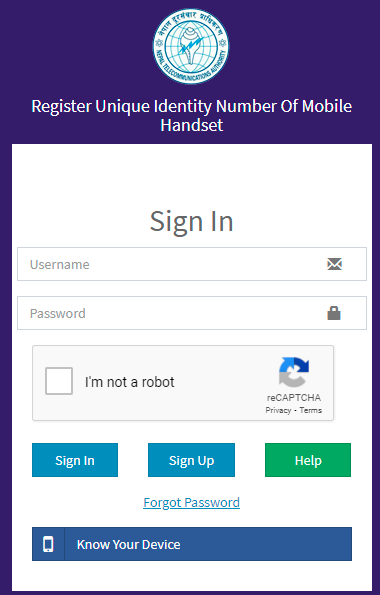 नेपाल दूरसंचार प्राधिकरण
NEPAL TELECOMMUNICATIONS AUTHORITY
Register Unique Identity Number Of Mobile
Handset
Sign In
Username
Password
I'm not a robot
reCAPTCHA
Privacy - Terms
Sign In
Sign Up
Help
Forgot Password
Know Your Device